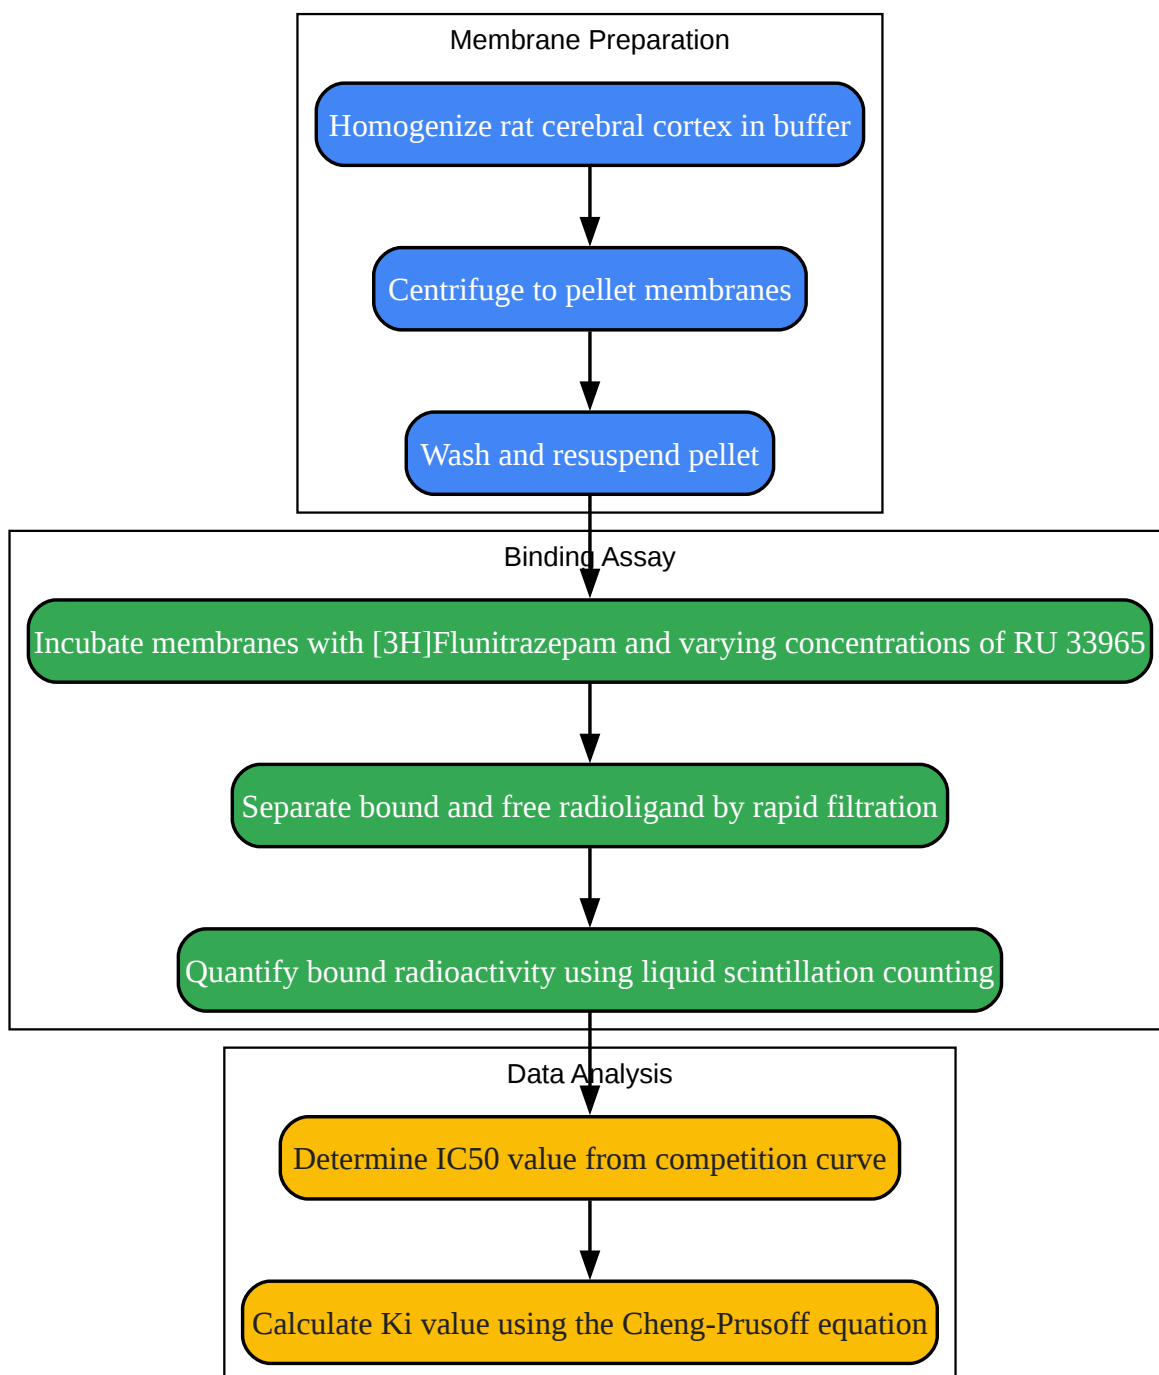 Membrane Preparation
Homogenize rat cerebral cortex in buffer
Centrifuge to pellet membranes
Wash and resuspend pellet
Binding Assay
Incubate membranes with [3H]Flunitrazepam and varying concentrations of RU 33965
Separate bound and free radioligand by rapid filtration
Quantify bound radioactivity using liquid scintillation counting
Data Analysis
Determine IC50 value from competition curve
Calculate Ki value using the Cheng-Prusoff equation